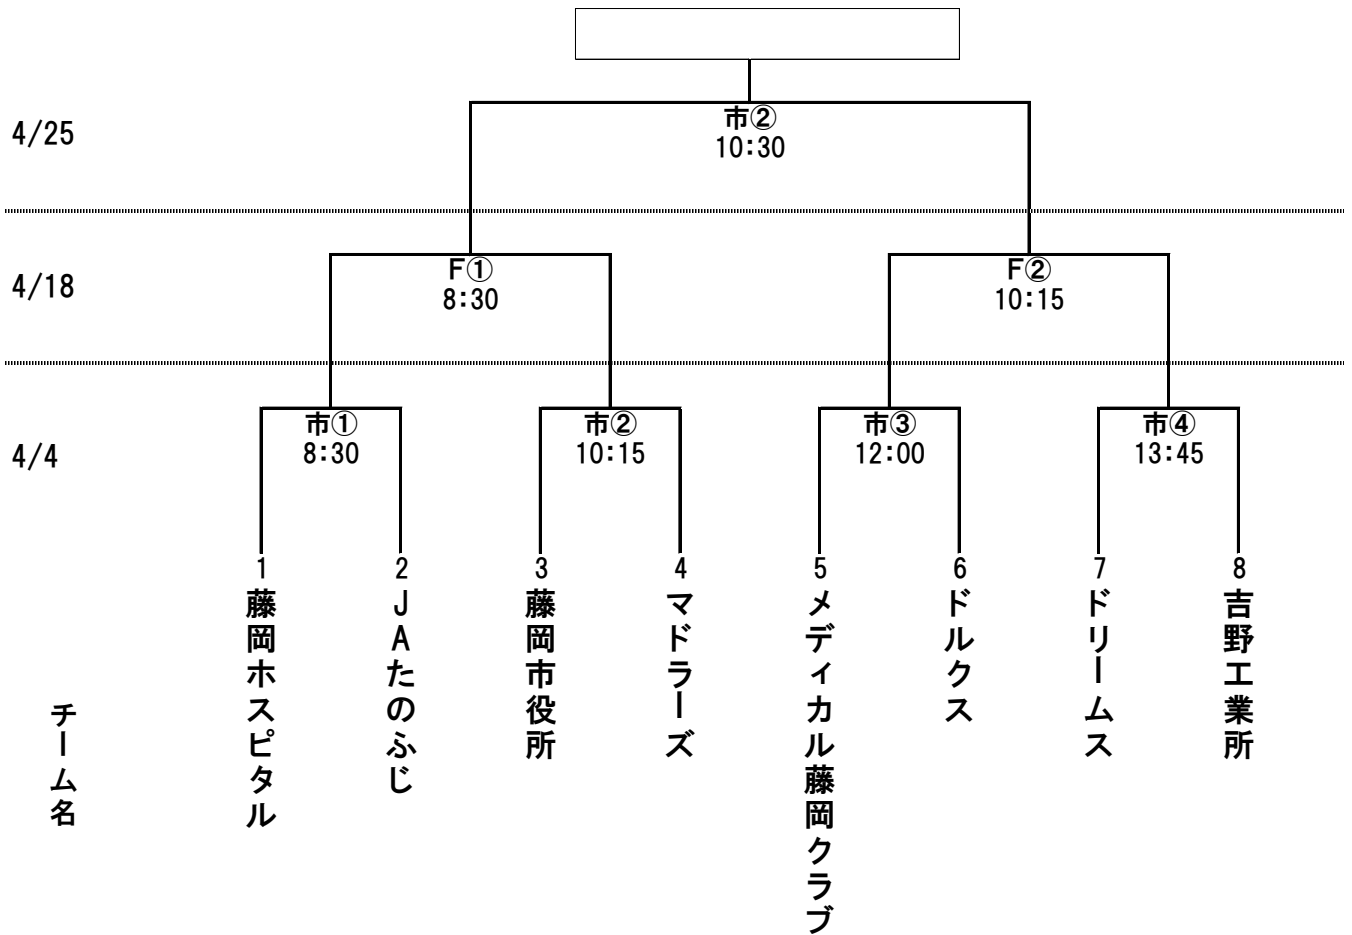 4/25
市②
10:30
4/18
F①
8:30
F②
10:15
4/4
市①
8:30
市②
10:15
市③
12:00
市④
13:45
1
藤岡ホスピタル
2
JAたのふじ
3
藤岡市役所
4
マドラーズ
5
メディカル藤岡クラブ
6
ドルクス
7
ドリームス
8
吉野工業所
チーム名